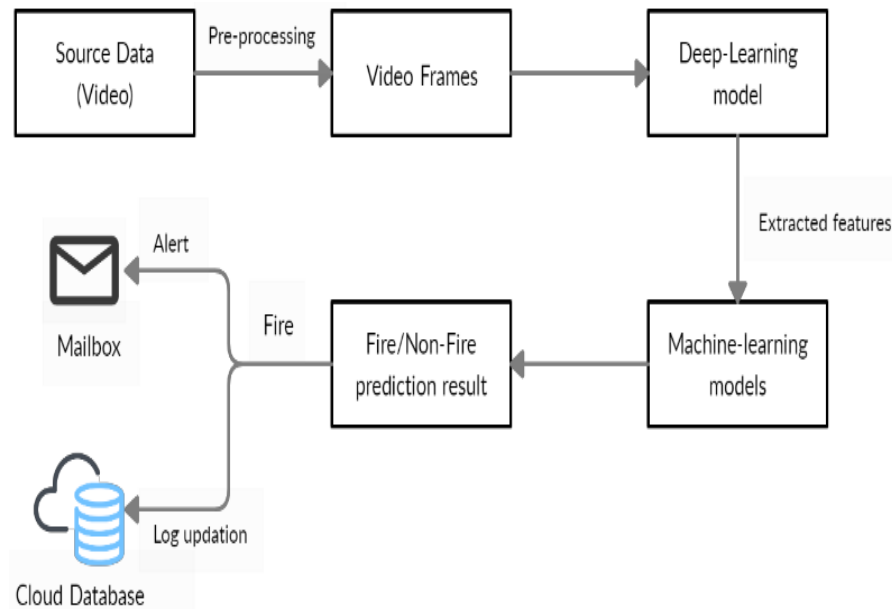 Source Data
(Video)
Pre-processing
Video Frames
Deep-Learning
model
Extracted features
Machine-learning
models
Fire/Non-Fire
prediction result
Fire
Alert
Mailbox
Log updation
Cloud Database